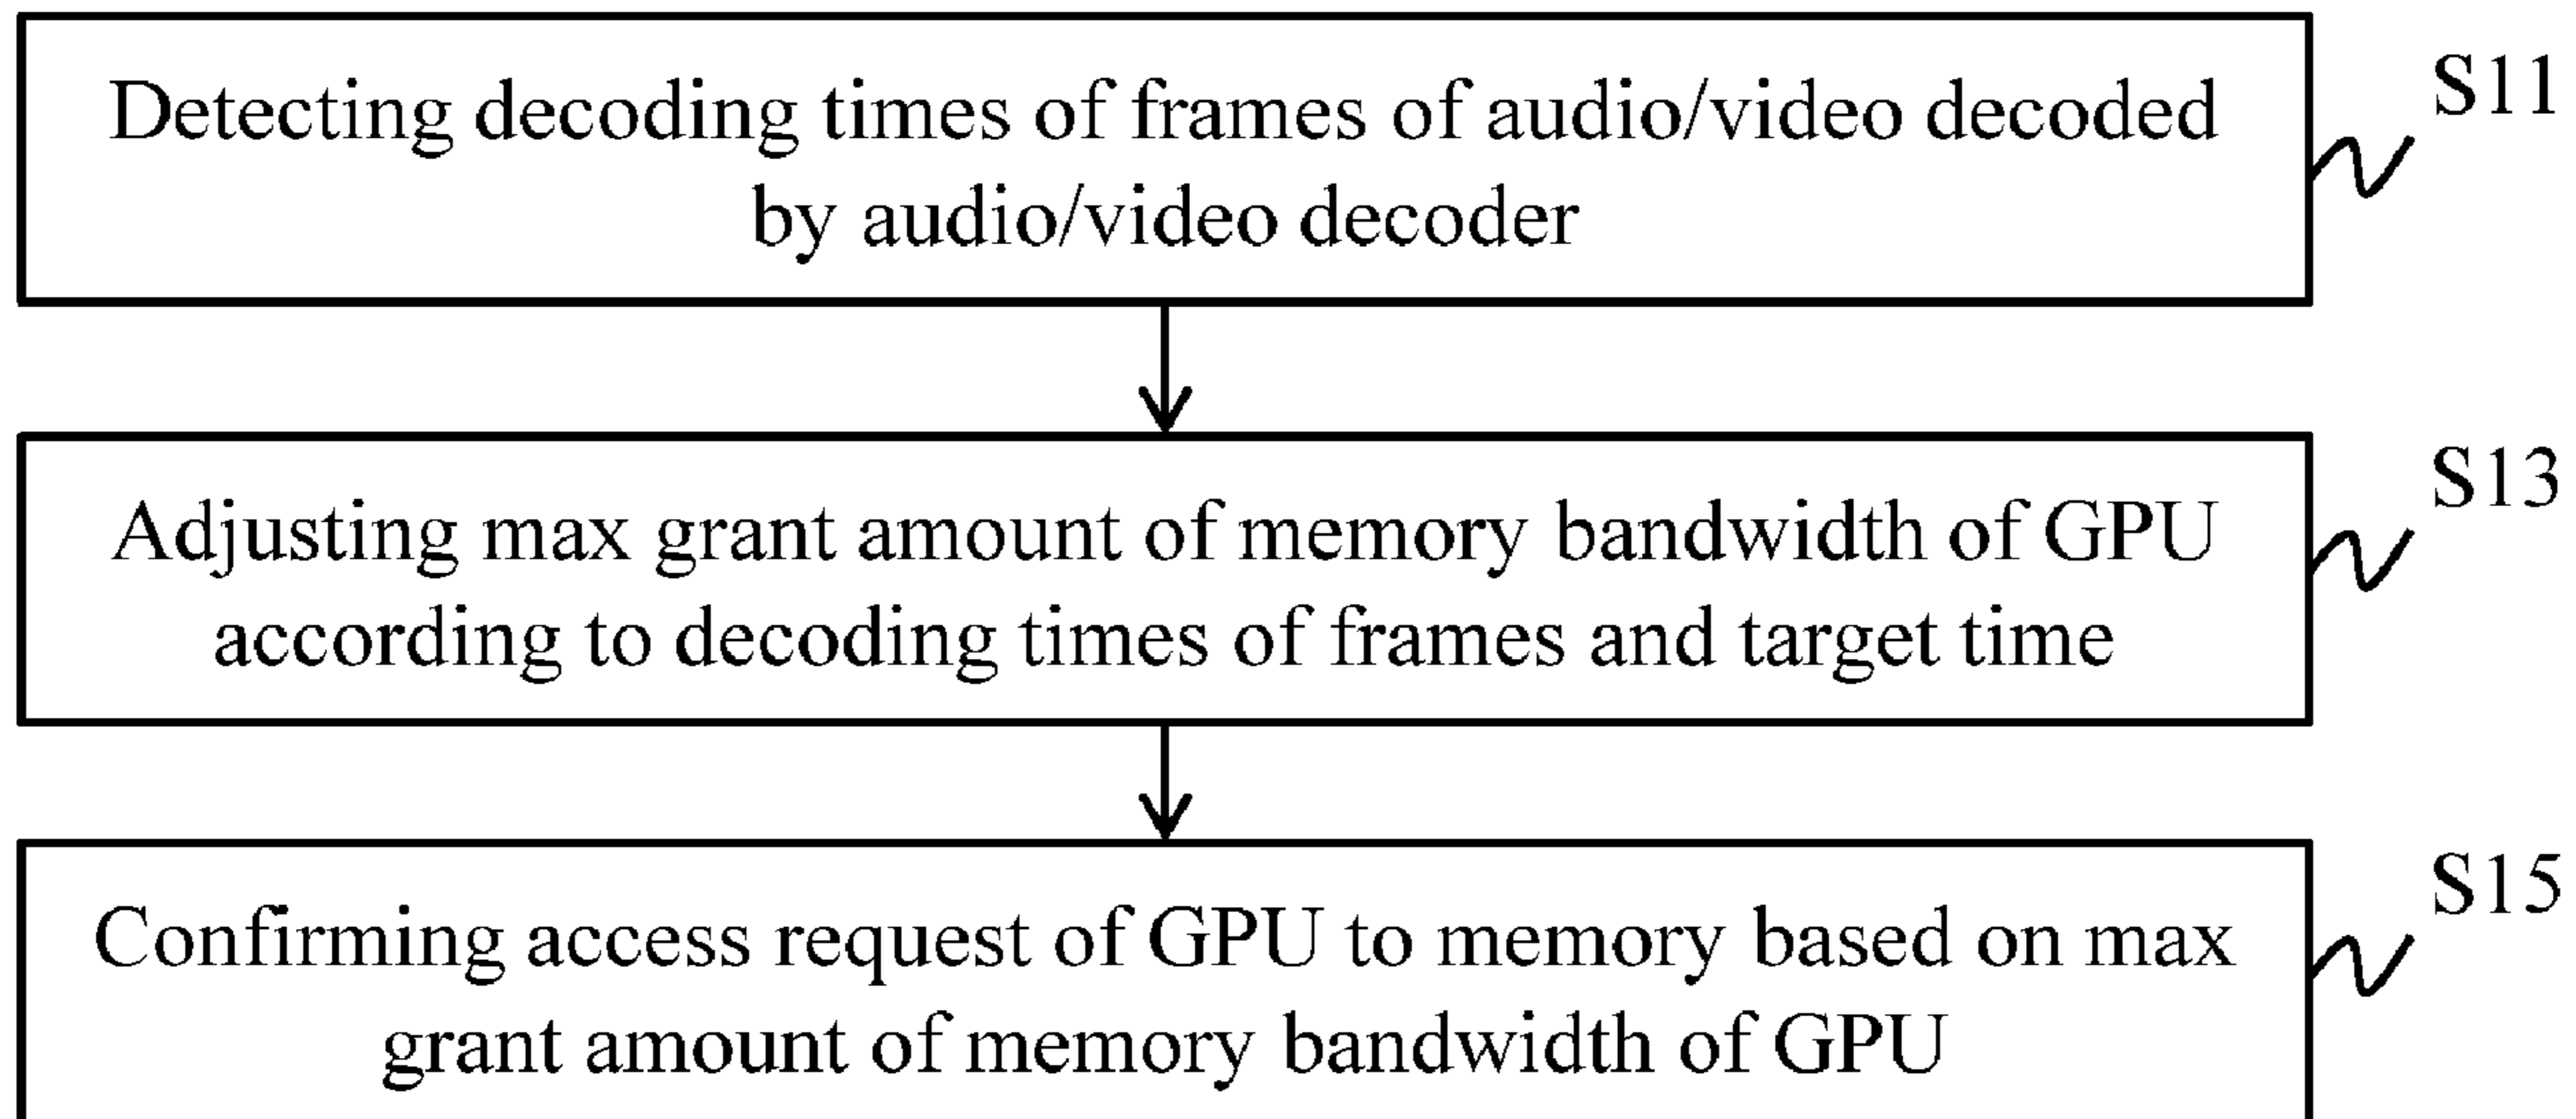 Detecting decoding times of frames of audio/video decoded
by audio/video decoder
S11
Adjusting max grant amount of memory bandwidth of GPU
according to decoding times of frames and target time
S13
Confirming access request of GPU to memory based on max
grant amount of memory bandwidth of GPU
S15